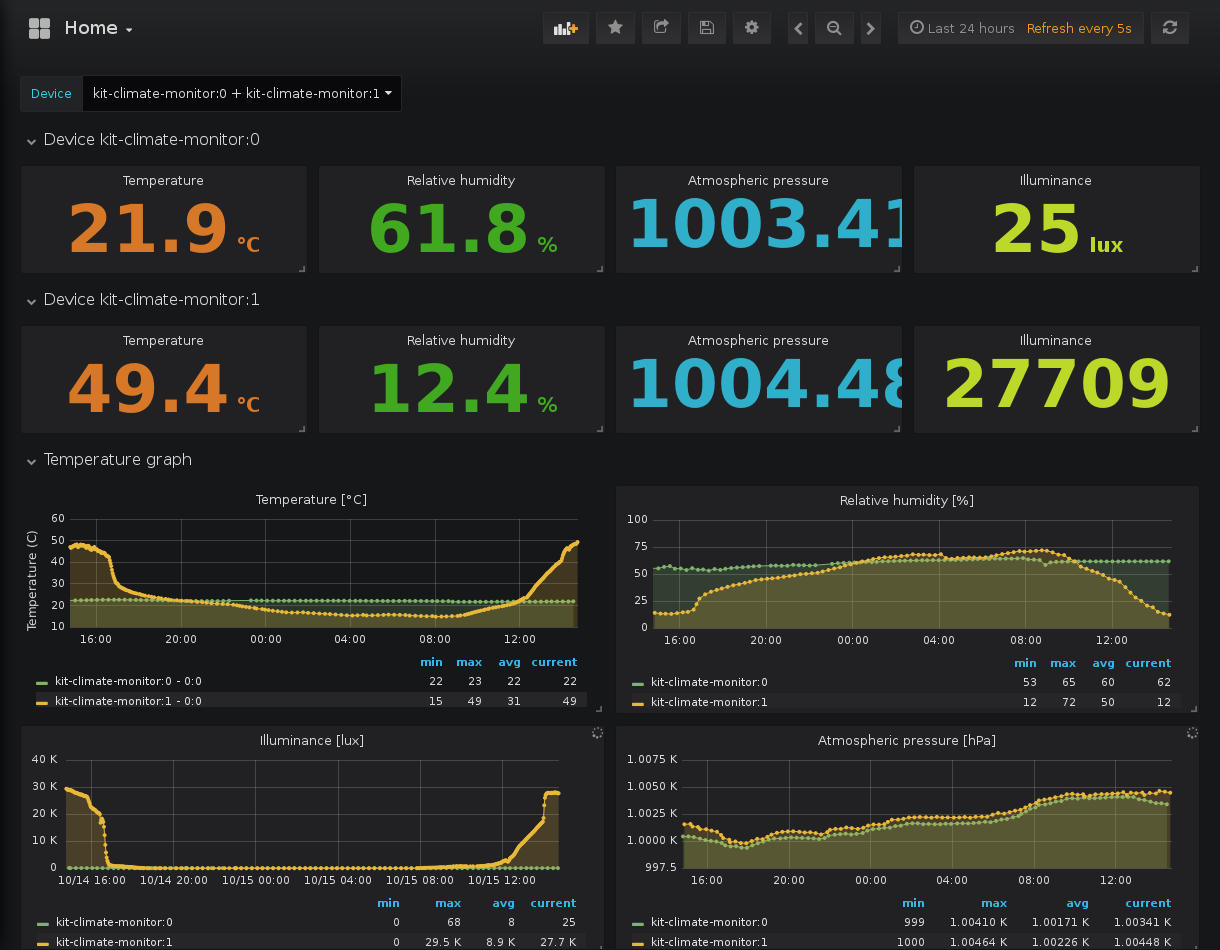 Home
Last 24 hours Refresh every 5s
Device kit-climate-monitor:0 + kit-climate-monitor:1
Device kit-climate-monitor:0
Temperature Relative humidity Atmospheric pressure Illuminance
21.9 °C 61.8 % 1003.41 25 lux
Device kit-climate-monitor:1
Temperature Relative humidity Atmospheric pressure Illuminance
49.4 °C 12.4 % 1004.48 27709
Temperature graph
Temperature [°C]
Temperature (C)
60
50
40
30
20
10
16:00 20:00 00:00 04:00 08:00 12:00
min max avg current
kit-climate-monitor:0 - 0:0 22 23 22 22
kit-climate-monitor:1 - 0:0 15 49 31 49
Relative humidity [%]
100
75
50
25
0
16:00 20:00 00:00 04:00 08:00 12:00
min max avg current
kit-climate-monitor:0 53 65 60 62
kit-climate-monitor:1 12 72 50 12
Illuminance [lux]
40 K
30 K
20 K
10 K
0
10/14 16:00 10/14 20:00 10/15 00:00 10/15 04:00 10/15 08:00 10/15 12:00
min max avg current
kit-climate-monitor:0 0 68 8 25
kit-climate-monitor:1 0 29.5 K 8.9 K 27.7 K
Atmospheric pressure [hPa]
1.0075 K
1.0050 K
1.0025 K
1.0000 K
997.5
16:00 20:00 00:00 04:00 08:00 12:00
min max avg current
kit-climate-monitor:0 999 1.00410 K 1.00171 K 1.00341 K
kit-climate-monitor:1 1000 1.00464 K 1.00226 K 1.00448 K